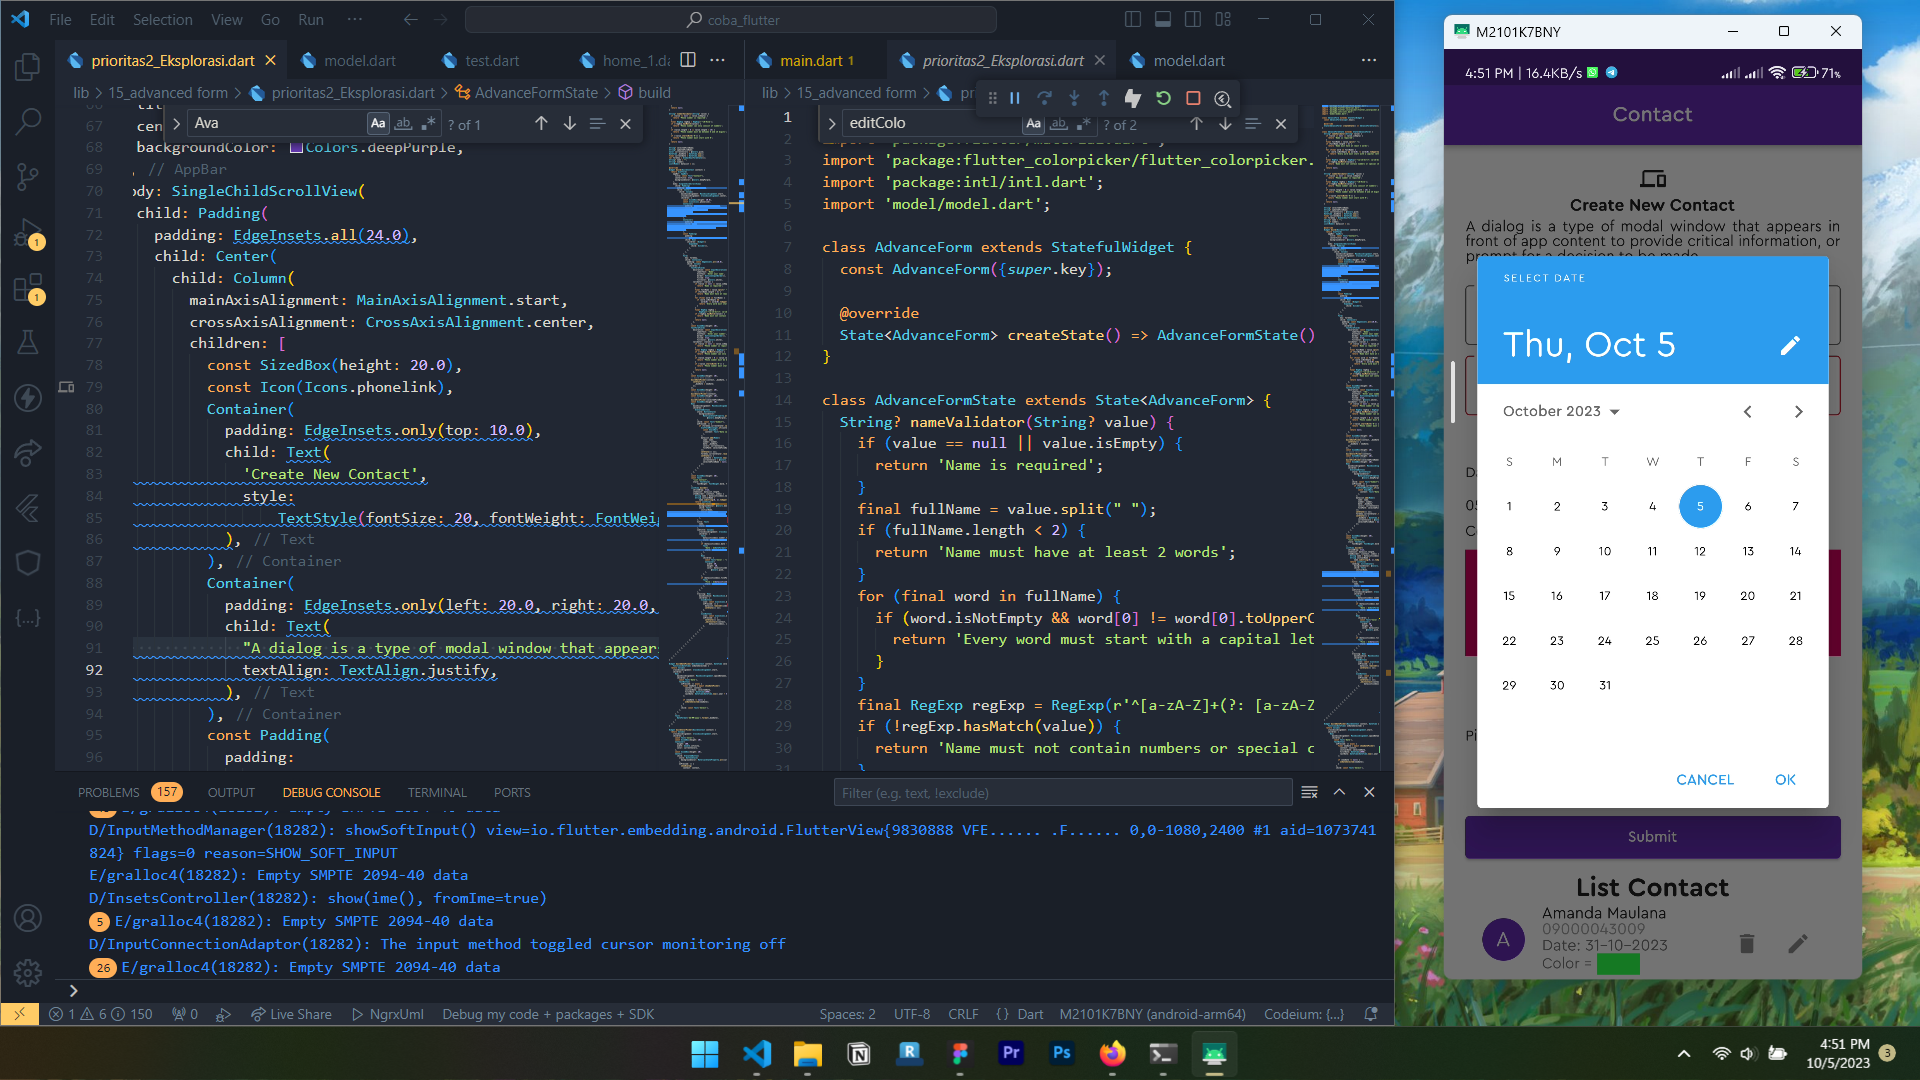 File Edit Selection View Go Run ···
coba_flutter
prioritas2_Eksplorasi.dart
model.dart
test.dart
home_1.da
main.dart 1
prioritas2_Eksplorasi.dart
model.dart
lib > 15_advanced form > prioritas2_Eksplorasi.dart > AdvanceFormState > build
lib > 15_advanced form >
Ava
Aa ab
? of 1
editColo
Aa ab
? of 2
67 cen
68 backgroundColor: Colors.deepPurple,
69 , // AppBar
70 ody: SingleChildScrollView(
71 child: Padding(
72 padding: EdgeInsets.all(24.0),
73 child: Center(
74 child: Column(
75 mainAxisAlignment: MainAxisAlignment.start,
76 crossAxisAlignment: CrossAxisAlignment.center,
77 children: [
78 const SizedBox(height: 20.0),
79 const Icon(Icons.phonelink),
80 Container(
81 padding: EdgeInsets.only(top: 10.0),
82 child: Text(
83 'Create New Contact',
84 style:
85 TextStyle(fontSize: 20, fontWeight: FontWei
86 ), // Text
87 ), // Container
88 Container(
89 padding: EdgeInsets.only(left: 20.0, right: 20.0,
90 child: Text(
91 "A dialog is a type of modal window that appear
92 textAlign: TextAlign.justify,
93 ), // Text
94 ), // Container
95 const Padding(
96 padding:
1
2
3 import 'package:flutter_colorpicker/flutter_colorpicker.
4 import 'package:intl/intl.dart';
5 import 'model/model.dart';
6
7 class AdvanceForm extends StatefulWidget {
8 const AdvanceForm({super.key});
9
10 @override
11 State<AdvanceForm> createState() => AdvanceFormState()
12 }
13
14 class AdvanceFormState extends State<AdvanceForm> {
15 String? nameValidator(String? value) {
16 if (value == null || value.isEmpty) {
17 return 'Name is required';
18 }
19 final fullName = value.split(" ");
20 if (fullName.length < 2) {
21 return 'Name must have at least 2 words';
22 }
23 for (final word in fullName) {
24 if (word.isNotEmpty && word[0] != word[0].toUpperC
25 return 'Every word must start with a capital let
26 }
27 }
28 final RegExp regExp = RegExp(r'^[a-zA-Z]+(?: [a-zA-Z
29 if (!regExp.hasMatch(value)) {
30 return 'Name must not contain numbers or special c
PROBLEMS 157 OUTPUT DEBUG CONSOLE TERMINAL PORTS
Filter (e.g. text, !exclude)
D/InputMethodManager(18282): showSoftInput() view=io.flutter.embedding.android.FlutterView{9830888 VFE...... .F...... 0,0-1080,2400 #1 aid=1073741
824} flags=0 reason=SHOW_SOFT_INPUT
E/gralloc4(18282): Empty SMPTE 2094-40 data
D/InsetsController(18282): show(ime(), fromIme=true)
5 E/gralloc4(18282): Empty SMPTE 2094-40 data
D/InputConnectionAdaptor(18282): The input method toggled cursor monitoring off
26 E/gralloc4(18282): Empty SMPTE 2094-40 data
1 6 150 0 Live Share NgrxUml Debug my code + packages + SDK
Spaces: 2 UTF-8 CRLF {} Dart M2101K7BNY (android-arm64) Codeium: {...}
M2101K7BNY
4:51 PM | 16.4KB/s 71%
Contact
Create New Contact
A dialog is a type of modal window that appears in
front of app content to provide critical information, or
prompt for a decision to be made
SELECT DATE
Thu, Oct 5
October 2023
S M T W T F S
1 2 3 4 5 6 7
8 9 10 11 12 13 14
15 16 17 18 19 20 21
22 23 24 25 26 27 28
29 30 31
CANCEL OK
Submit
List Contact
A
Amanda Maulana
09000043009
Date: 31-10-2023
Color =
Pr Ps
4:51 PM
10/5/2023
3